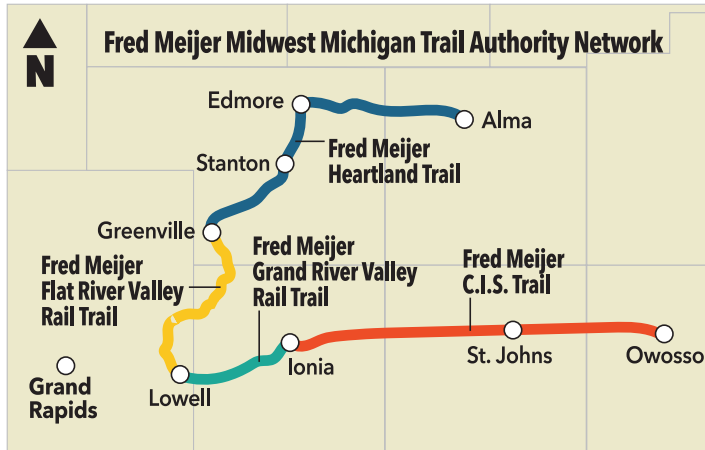 Fred Meijer Midwest Michigan Trail Authority Network
N
Edmore
Alma
Fred Meijer
Heartland Trail
Stanton
Greenville
Fred Meijer
Flat River Valley
Rail Trail
Fred Meijer
Grand River Valley
Rail Trail
Fred Meijer
C.I.S. Trail
Grand
Rapids
Lowell
Ionia
St. Johns
Owosso